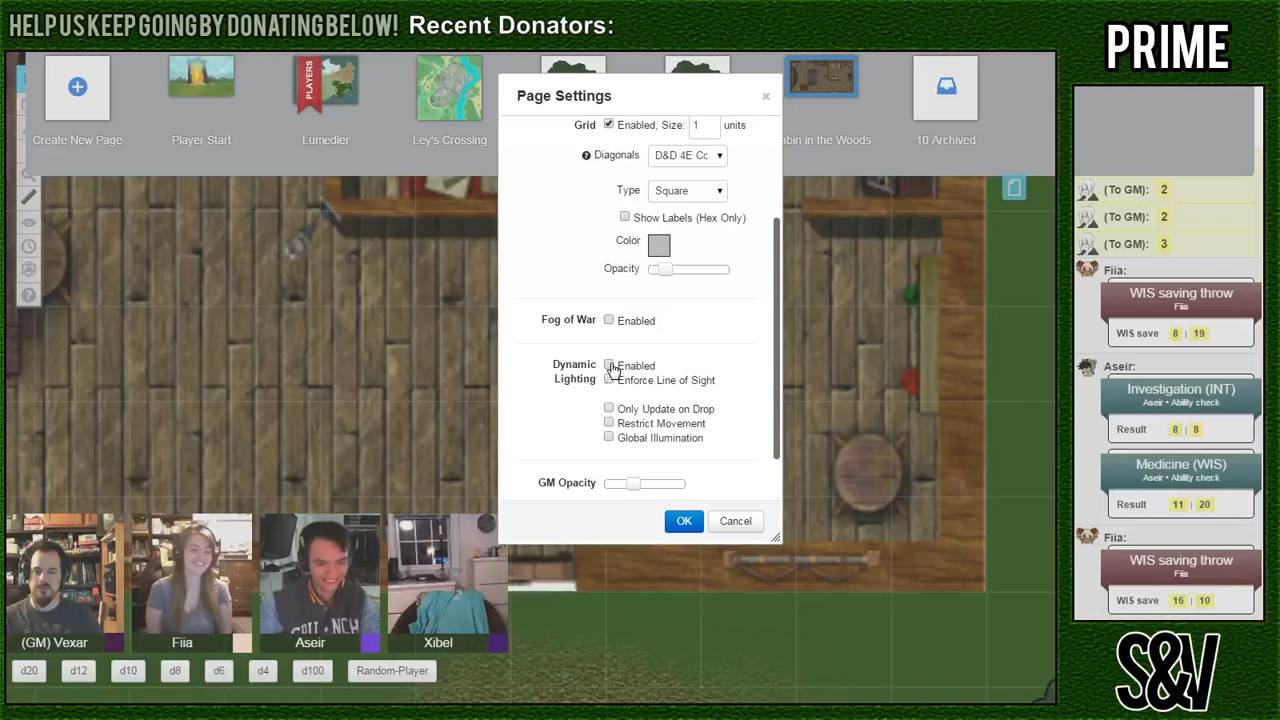 HELP US KEEP GOING BY DONATING BELOW! Recent Donators:
PRIME
PLAYERS
Create New Page
Player Start
Lumedier
Ley's Crossing
abin in the Woods
10 Archived
Page Settings
×
Grid Enabled, Size: 1 units
? Diagonals D&D 4E Cc
Type Square
Show Labels (Hex Only)
Color
Opacity
Fog of War Enabled
Dynamic Lighting Enabled
Enforce Line of Sight
Only Update on Drop
Restrict Movement
Global Illumination
GM Opacity
OK Cancel
(To GM): 2
(To GM): 2
(To GM): 3
Fiia:
WIS saving throw
Fiia
WIS save 8 | 19
Aseir:
Investigation (INT)
Aseir • Ability check
Result 8 | 8
Medicine (WIS)
Aseir • Ability check
Result 11 | 20
Fiia:
WIS saving throw
Fiia
WIS save 16 | 10
(GM) Vexar
Fiia
Aseir
Xibel
d20 d12 d10 d8 d6 d4 d100 Random-Player
S&V